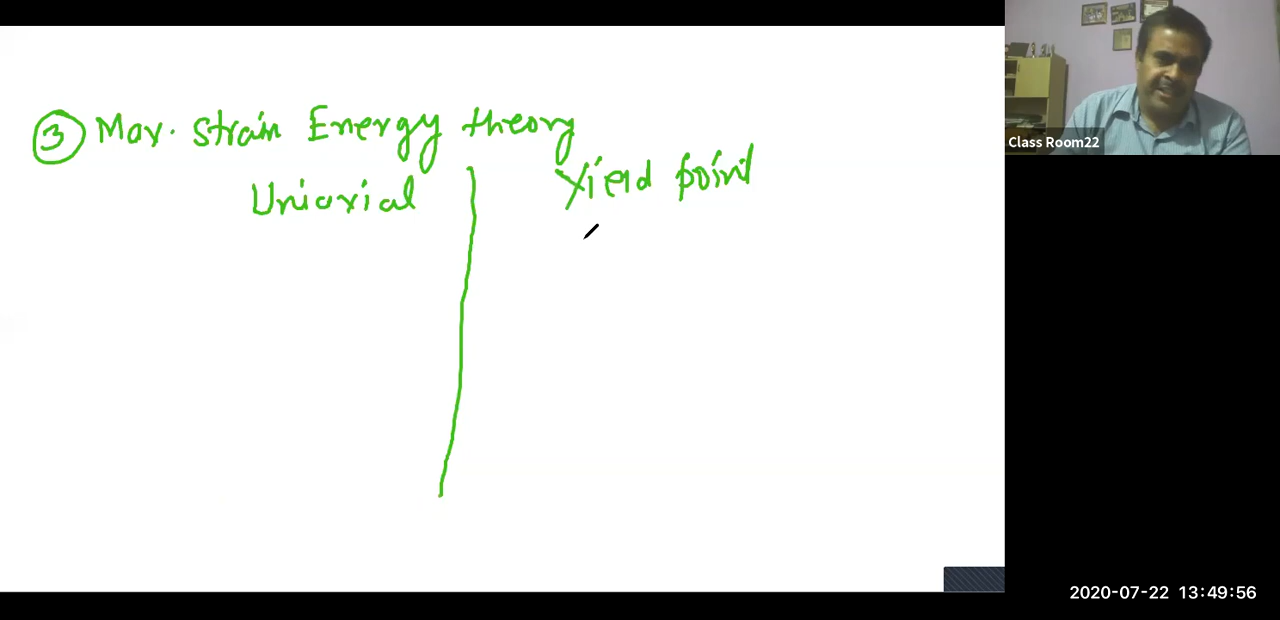 ③ Max. Strain Energy theory
Uniaxial
Yield point
Class Room22
2020-07-22 13:49:56